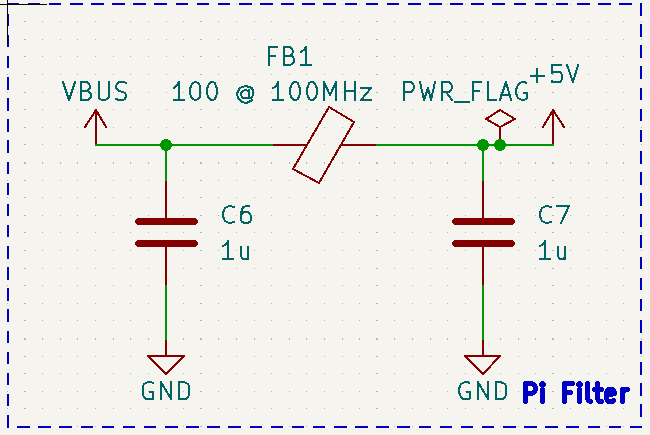 FB1
VBUS
100 @ 100MHz
PWR_FLAG
+5V
C6
1u
C7
1u
GND
GND
Pi Filter